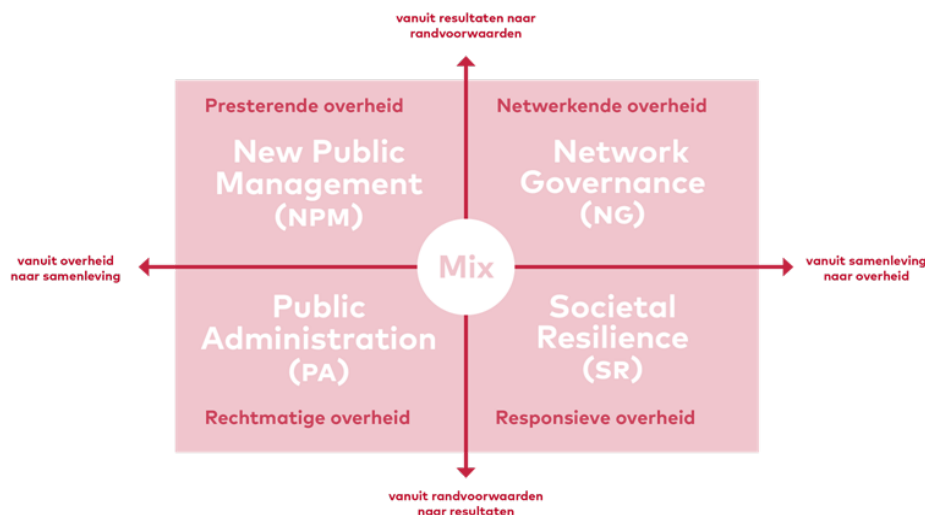 vanuit resultaten naar
randvoorwaarden
Presterende overheid
New Public
Management
(NPM)
Netwerkende overheid
Network
Governance
(NG)
vanuit overheid
naar samenleving
Mix
vanuit samenleving
naar overheid
Public
Administration
(PA)
Rechtmatige overheid
Societal
Resilience
(SR)
Responsieve overheid
vanuit randvoorwaarden
naar resultaten